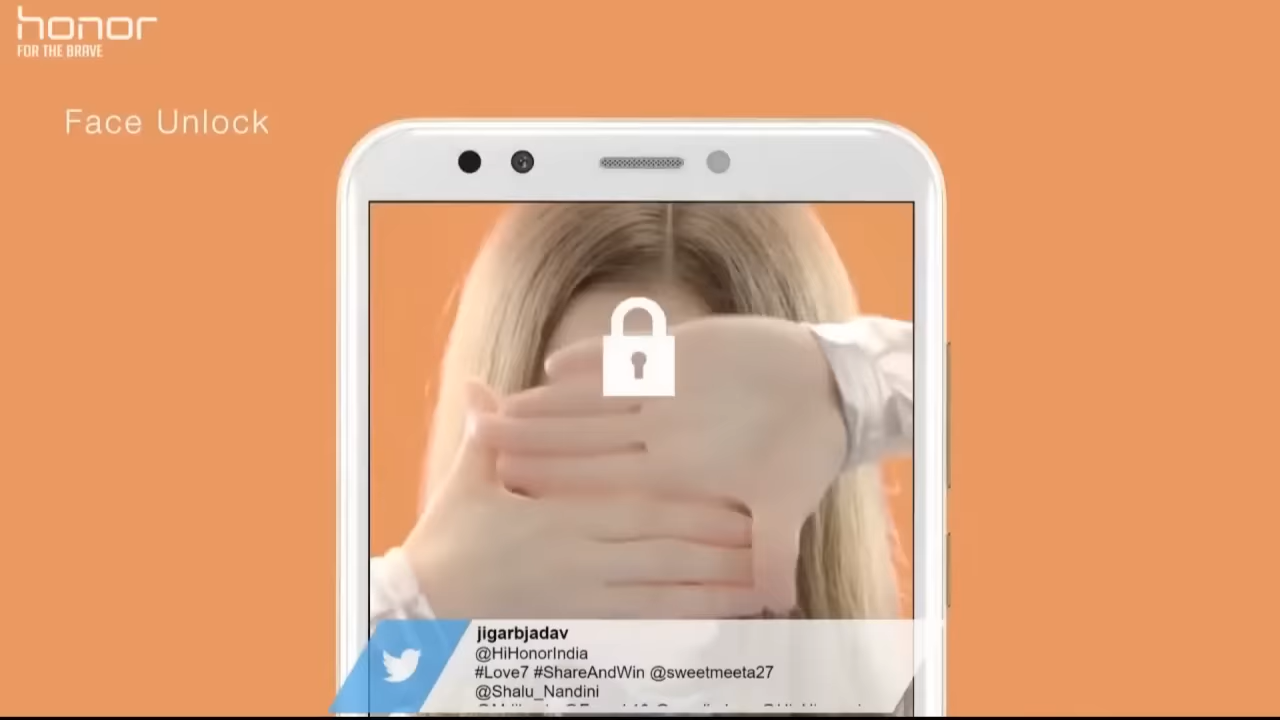 honor
FOR THE BRAVE
Face Unlock
jigarbjadav
@HiHonorIndia
#Love7 #ShareAndWin @sweetmeeta27
@Shalu_Nandini